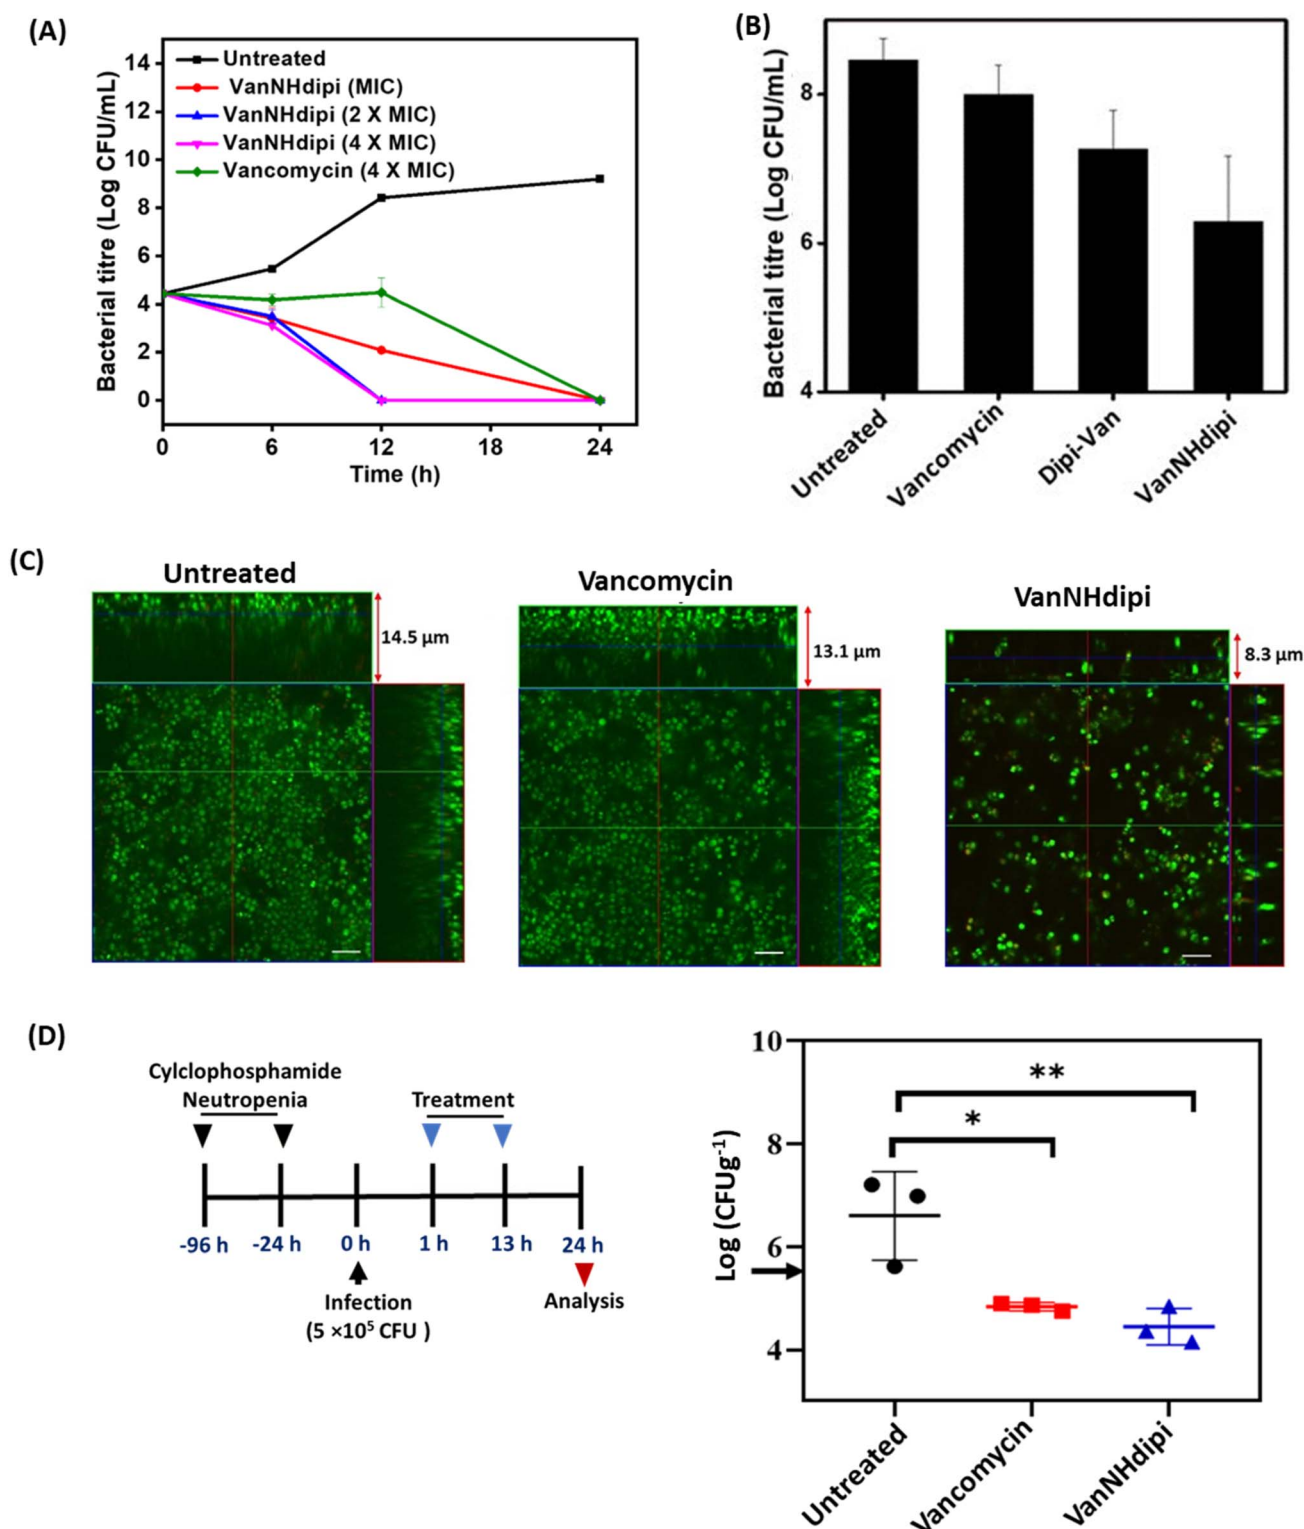 (A)
Bacterial titre (Log CFU/mL)
14
12
10
8
6
4
2
0
Untreated
VanNHdipi (MIC)
VanNHdipi (2 X MIC)
VanNHdipi (4 X MIC)
Vancomycin (4 X MIC)
0 6 12 18 24
Time (h)
(B)
Bacterial titre (Log CFU/mL)
8
6
4
Untreated
Vancomycin
Dipi-Van
VanNHdipi
(C)
Untreated
14.5 µm
Vancomycin
13.1 µm
VanNHdipi
8.3 µm
(D)
Cylclophosphamide
Neutropenia
Treatment
-96 h -24 h 0 h 1 h 13 h 24 h
Infection
(5 ×10⁵ CFU )
Analysis
Log (CFUg⁻¹)
10
8
6
4
*
**
Untreated
Vancomycin
VanNHdipi